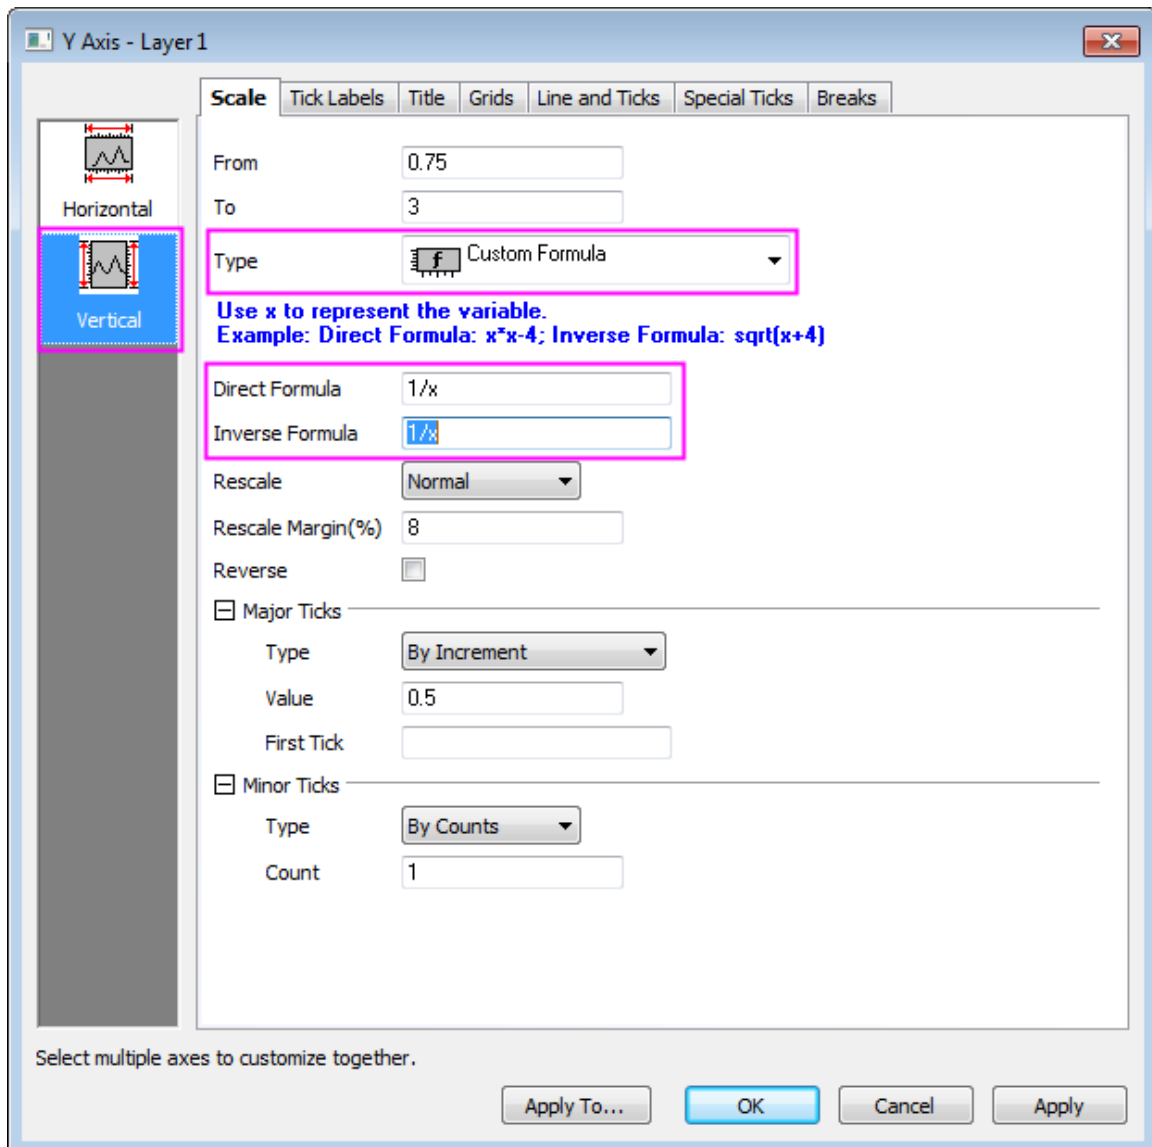 Y Axis - Layer 1
Scale Tick Labels Title Grids Line and Ticks Special Ticks Breaks
Horizontal
Vertical
From 0.75
To 3
Type f Custom Formula
Use x to represent the variable.
Example: Direct Formula: x*x-4; Inverse Formula: sqrt(x+4)
Direct Formula 1/x
Inverse Formula 1/x
Rescale Normal
Rescale Margin(%) 8
Reverse
Major Ticks
Type By Increment
Value 0.5
First Tick
Minor Ticks
Type By Counts
Count 1
Select multiple axes to customize together.
Apply To... OK Cancel Apply